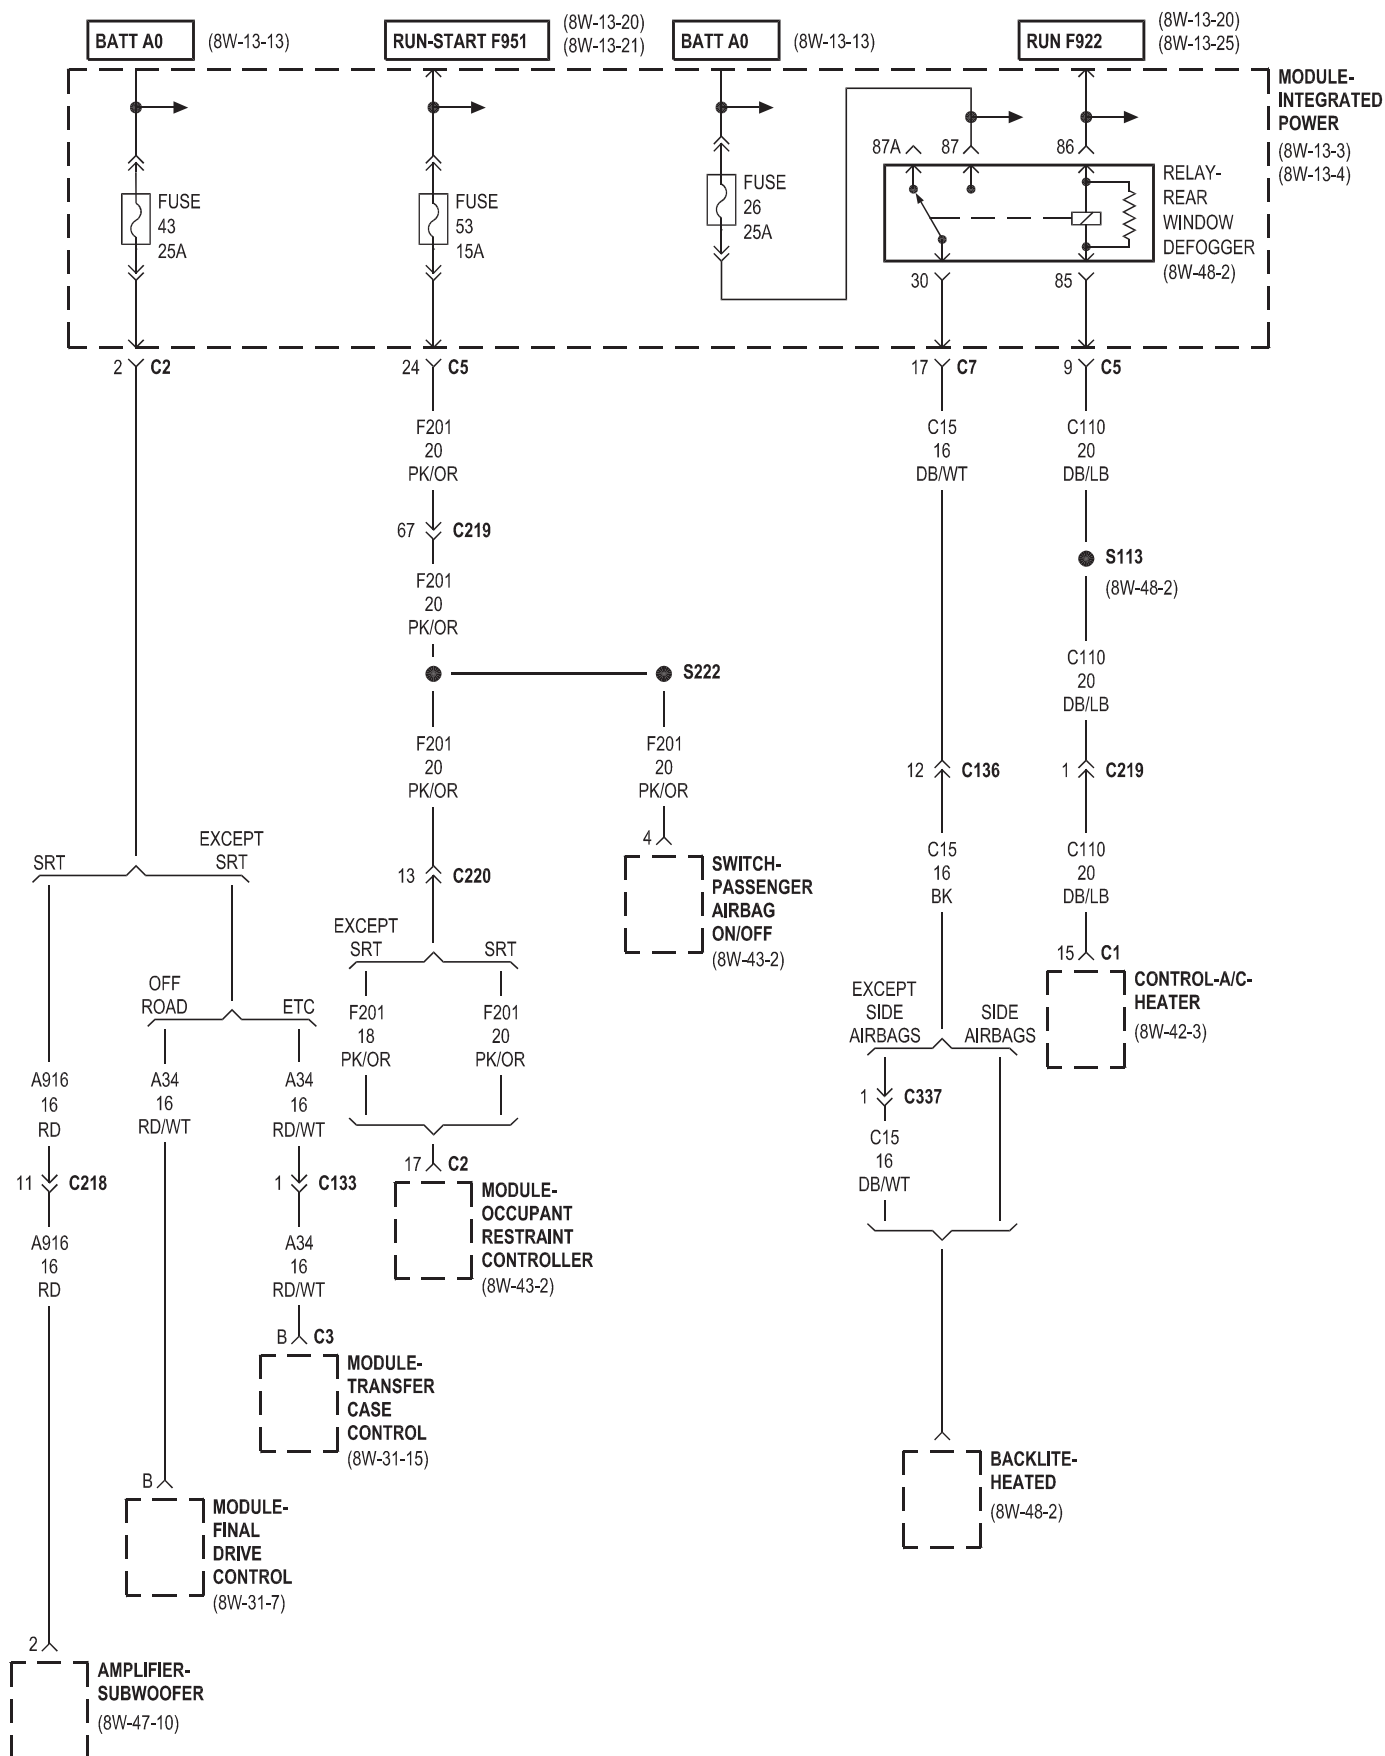 BATT A0
(8W-13-13)
RUN-START F951
(8W-13-20)
(8W-13-21)
BATT A0
(8W-13-13)
RUN F922
(8W-13-20)
(8W-13-25)
MODULE-
INTEGRATED
POWER
(8W-13-3)
(8W-13-4)
FUSE
43
25A
FUSE
53
15A
FUSE
26
25A
87A
87
86
30
85
RELAY-
REAR
WINDOW
DEFOGGER
(8W-48-2)
2
C2
24
C5
17
C7
9
C5
F201
20
PK/OR
C15
16
DB/WT
C110
20
DB/LB
67
C219
S113
(8W-48-2)
F201
20
PK/OR
S222
C110
20
DB/LB
F201
20
PK/OR
F201
20
PK/OR
12
C136
1
C219
SRT
EXCEPT
SRT
13
C220
4
SWITCH-
PASSENGER
AIRBAG
ON/OFF
(8W-43-2)
C15
16
BK
C110
20
DB/LB
EXCEPT
SRT
SRT
15
C1
CONTROL-A/C-
HEATER
(8W-42-3)
OFF
ROAD
ETC
F201
18
PK/OR
F201
20
PK/OR
EXCEPT
SIDE
AIRBAGS
SIDE
AIRBAGS
A916
16
RD
A34
16
RD/WT
A34
16
RD/WT
1
C337
C15
16
DB/WT
11
C218
1
C133
17
C2
MODULE-
OCCUPANT
RESTRAINT
CONTROLLER
(8W-43-2)
A916
16
RD
A34
16
RD/WT
B
C3
MODULE-
TRANSFER
CASE
CONTROL
(8W-31-15)
BACKLITE-
HEATED
(8W-48-2)
B
MODULE-
FINAL
DRIVE
CONTROL
(8W-31-7)
2
AMPLIFIER-
SUBWOOFER
(8W-47-10)